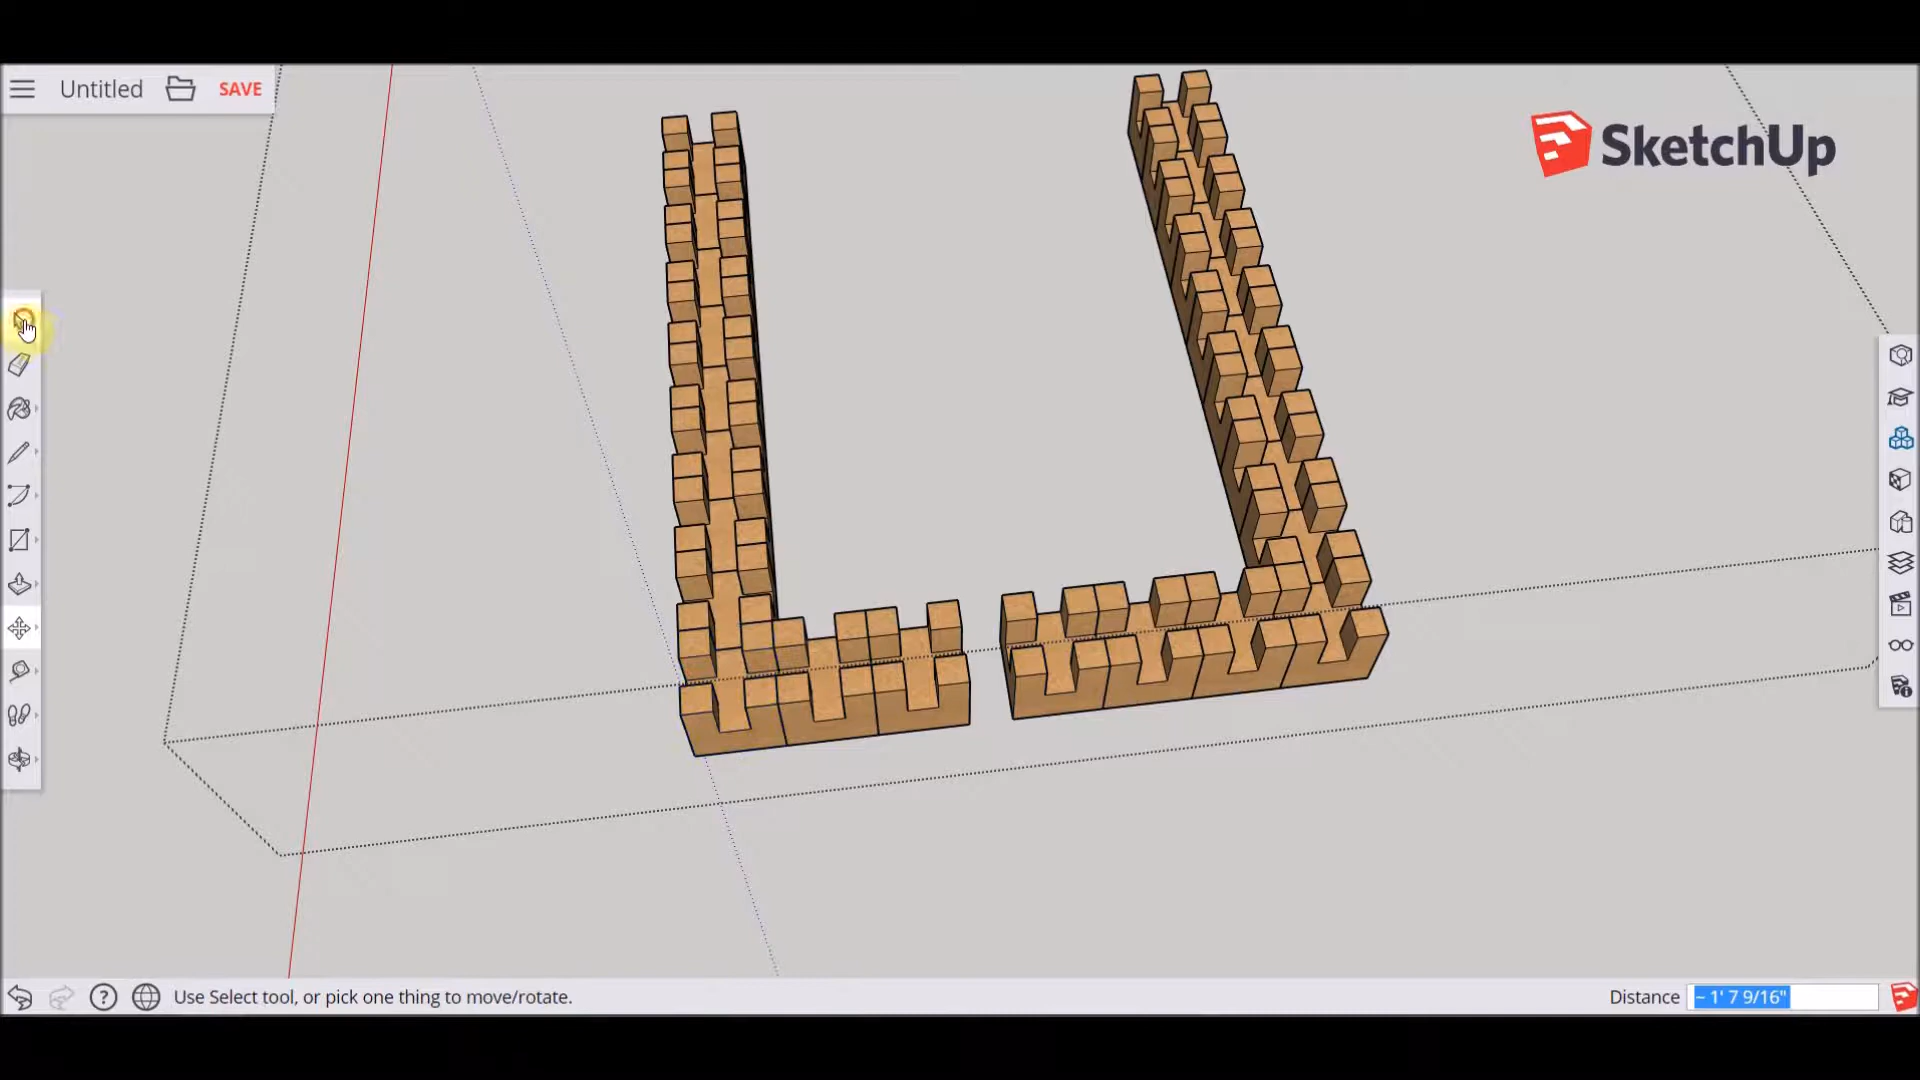 Untitled
SAVE
SketchUp
Use Select tool, or pick one thing to move/rotate.
Distance ~ 1' 7 9/16"